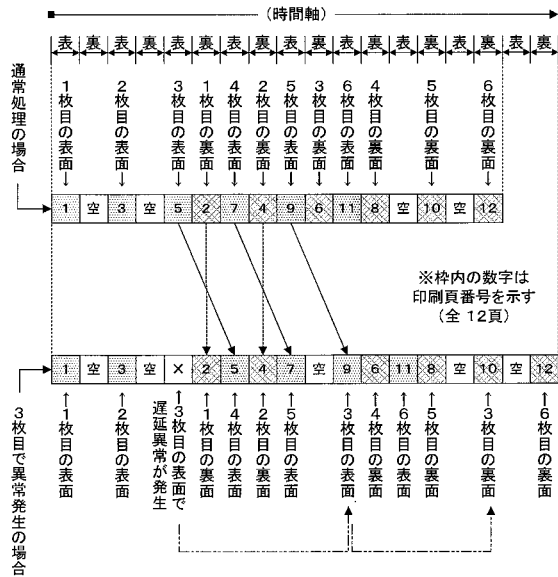 (時間軸)
表 裏 表 裏 表 裏 表 裏 表 裏 表 裏 表 裏 表 裏 表 裏
通常処理の場合
1枚目の表面
2枚目の表面
3枚目の表面
1枚目の裏面
4枚目の表面
2枚目の裏面
5枚目の表面
3枚目の裏面
6枚目の表面
4枚目の裏面
5枚目の裏面
6枚目の裏面
1 空 3 空 5 2 7 4 9 6 11 8 空 10 空 12
※枠内の数字は
印刷頁番号を示す
(全 12頁)
3枚目で異常発生の場合
1 空 3 空 X 2 5 4 7 空 9 6 11 8 空 10 空 12
1枚目の表面
2枚目の表面
3枚目の表面で
遅延異常が発生
1枚目の裏面
4枚目の表面
2枚目の裏面
5枚目の表面
3枚目の表面
4枚目の裏面
6枚目の表面
5枚目の裏面
3枚目の裏面
6枚目の裏面